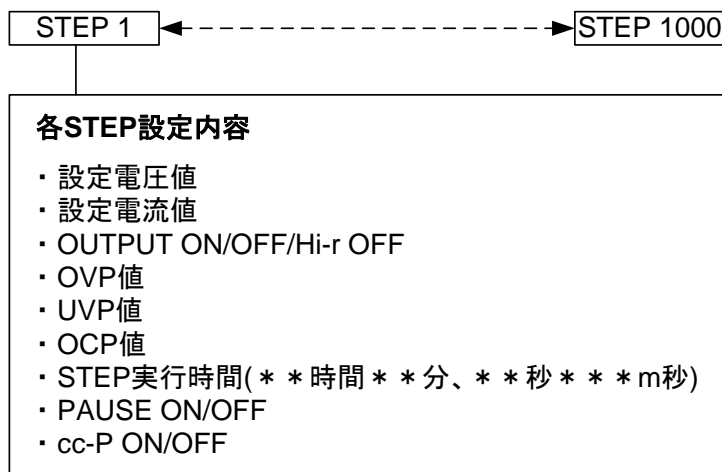 STEP 1
STEP 1000
各STEP設定内容
・設定電圧値
・設定電流値
・OUTPUT ON/OFF/Hi-r OFF
・OVP値
・UVP値
・OCP値
・STEP実行時間(＊＊時間＊＊分、＊＊秒＊＊＊m秒)
・PAUSE ON/OFF
・cc-P ON/OFF